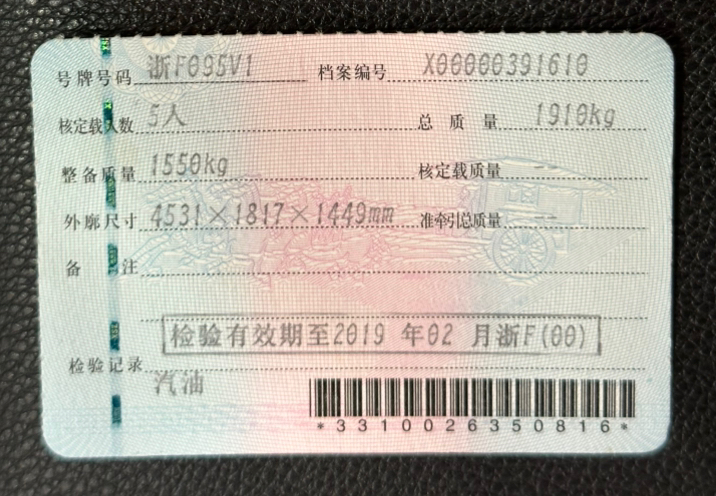 号牌号码 浙F095V1 档案编号 X00000391610
核定载人数 5人 总质量 1910kg
整备质量 1550kg 核定载质量 --
外廓尺寸 4531×1817×1449mm 准牵引总质量 --
备注
检验有效期至2019 年02 月浙F(00)
检验记录
汽油
*3310026350816*